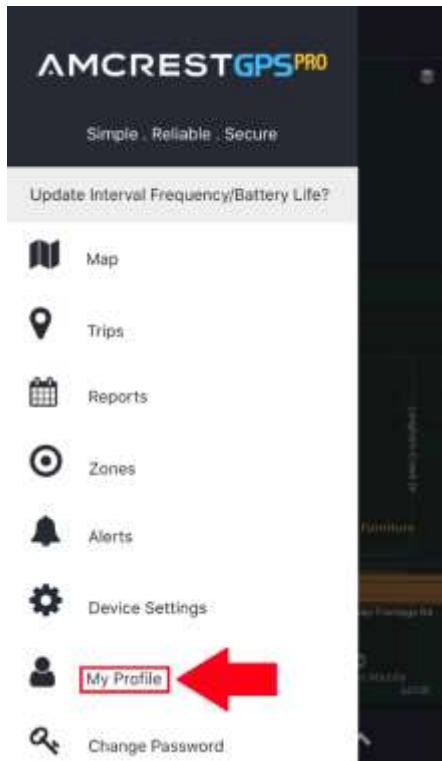 AMCRESTGPSPRO
Simple . Reliable . Secure
Update Interval Frequency/Battery Life?
Map
Trips
Reports
Zones
Alerts
Device Settings
My Profile
Change Password
Furniture